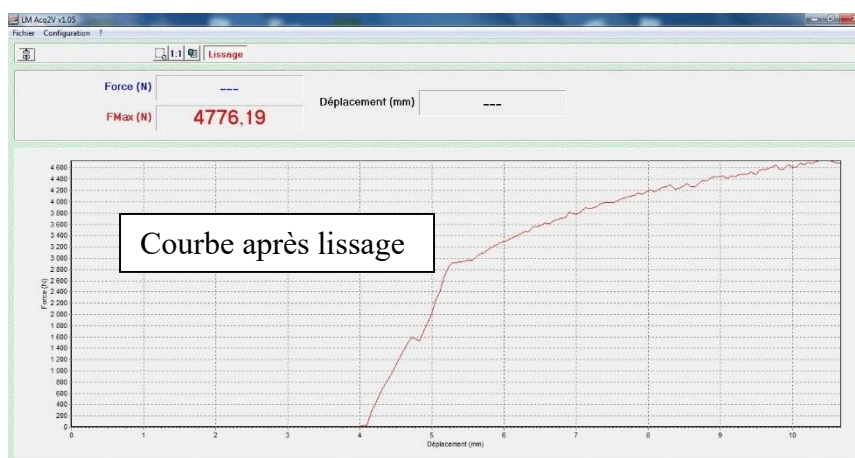 LM Acq2V v1.05
Fichier Configuration ?
1:1 Lissage
Force (N) ---
Déplacement (mm) ---
FMax (N) 4776,19
4 600
4 400
4 200
4 000
3 800
3 600
3 400
3 200
3 000
2 800
2 600
2 400
2 200
2 000
1 800
1 600
1 400
1 200
1 000
800
600
400
200
0
Force (N)
Courbe après lissage
0 1 2 3 4 5 6 7 8 9 10
Déplacement (mm)